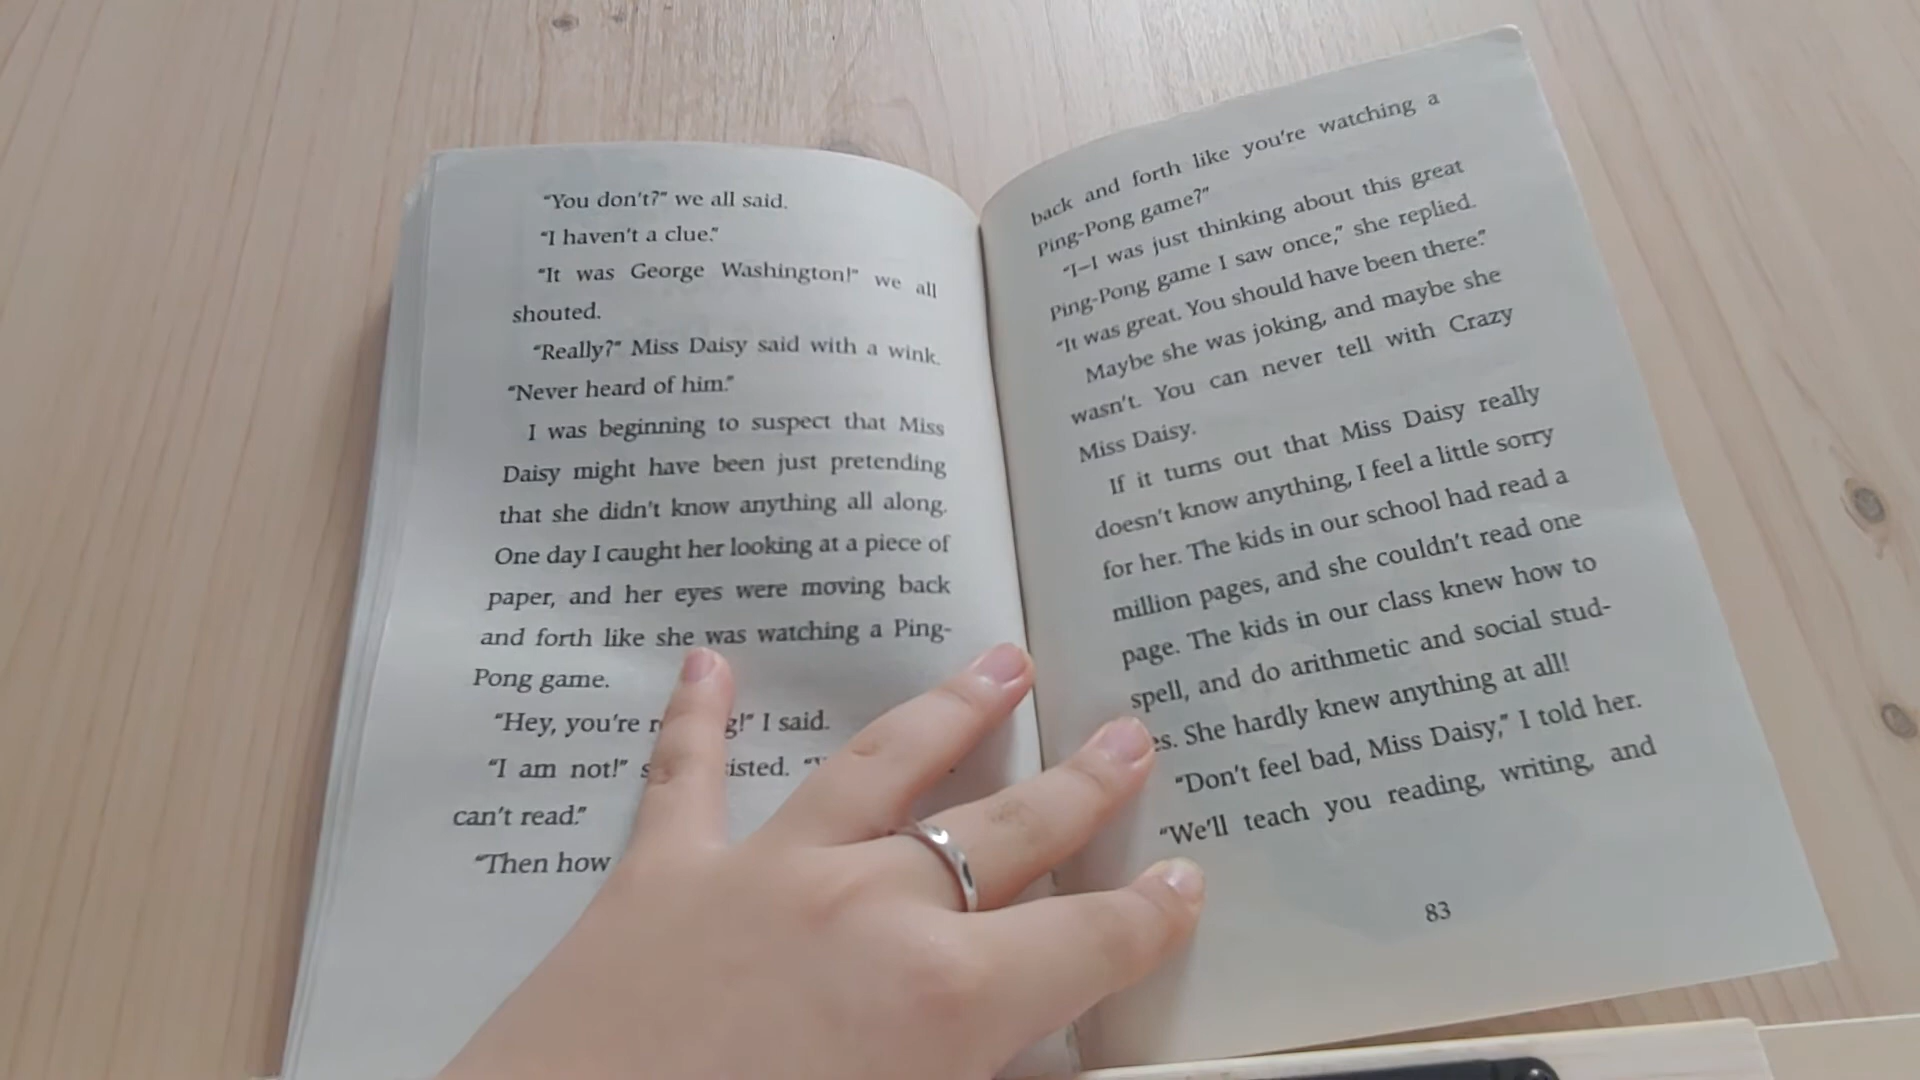 “You don't?” we all said.
“I haven't a clue.”
“It was George Washington!” we all
shouted.
“Really?” Miss Daisy said with a wink.
“Never heard of him.”
I was beginning to suspect that Miss
Daisy might have been just pretending
that she didn't know anything all along.
One day I caught her looking at a piece of
paper, and her eyes were moving back
and forth like she was watching a Ping-
Pong game.
“Hey, you're I said.
“I am not!”
can't read.”
“Then how
back and forth like you're watching a
Ping-Pong game?”
“I–I was just thinking about this great
Ping-Pong game I saw once,” she replied.
“It was great. You should have been there.”
Maybe she was joking, and maybe she
wasn't. You can never tell with Crazy
Miss Daisy.
If it turns out that Miss Daisy really
doesn't know anything, I feel a little sorry
for her. The kids in our school had read a
million pages, and she couldn't read one
page. The kids in our class knew how to
spell, and do arithmetic and social stud-
es. She hardly knew anything at all!
“Don't feel bad, Miss Daisy,” I told her.
“We'll teach you reading, writing, and
83